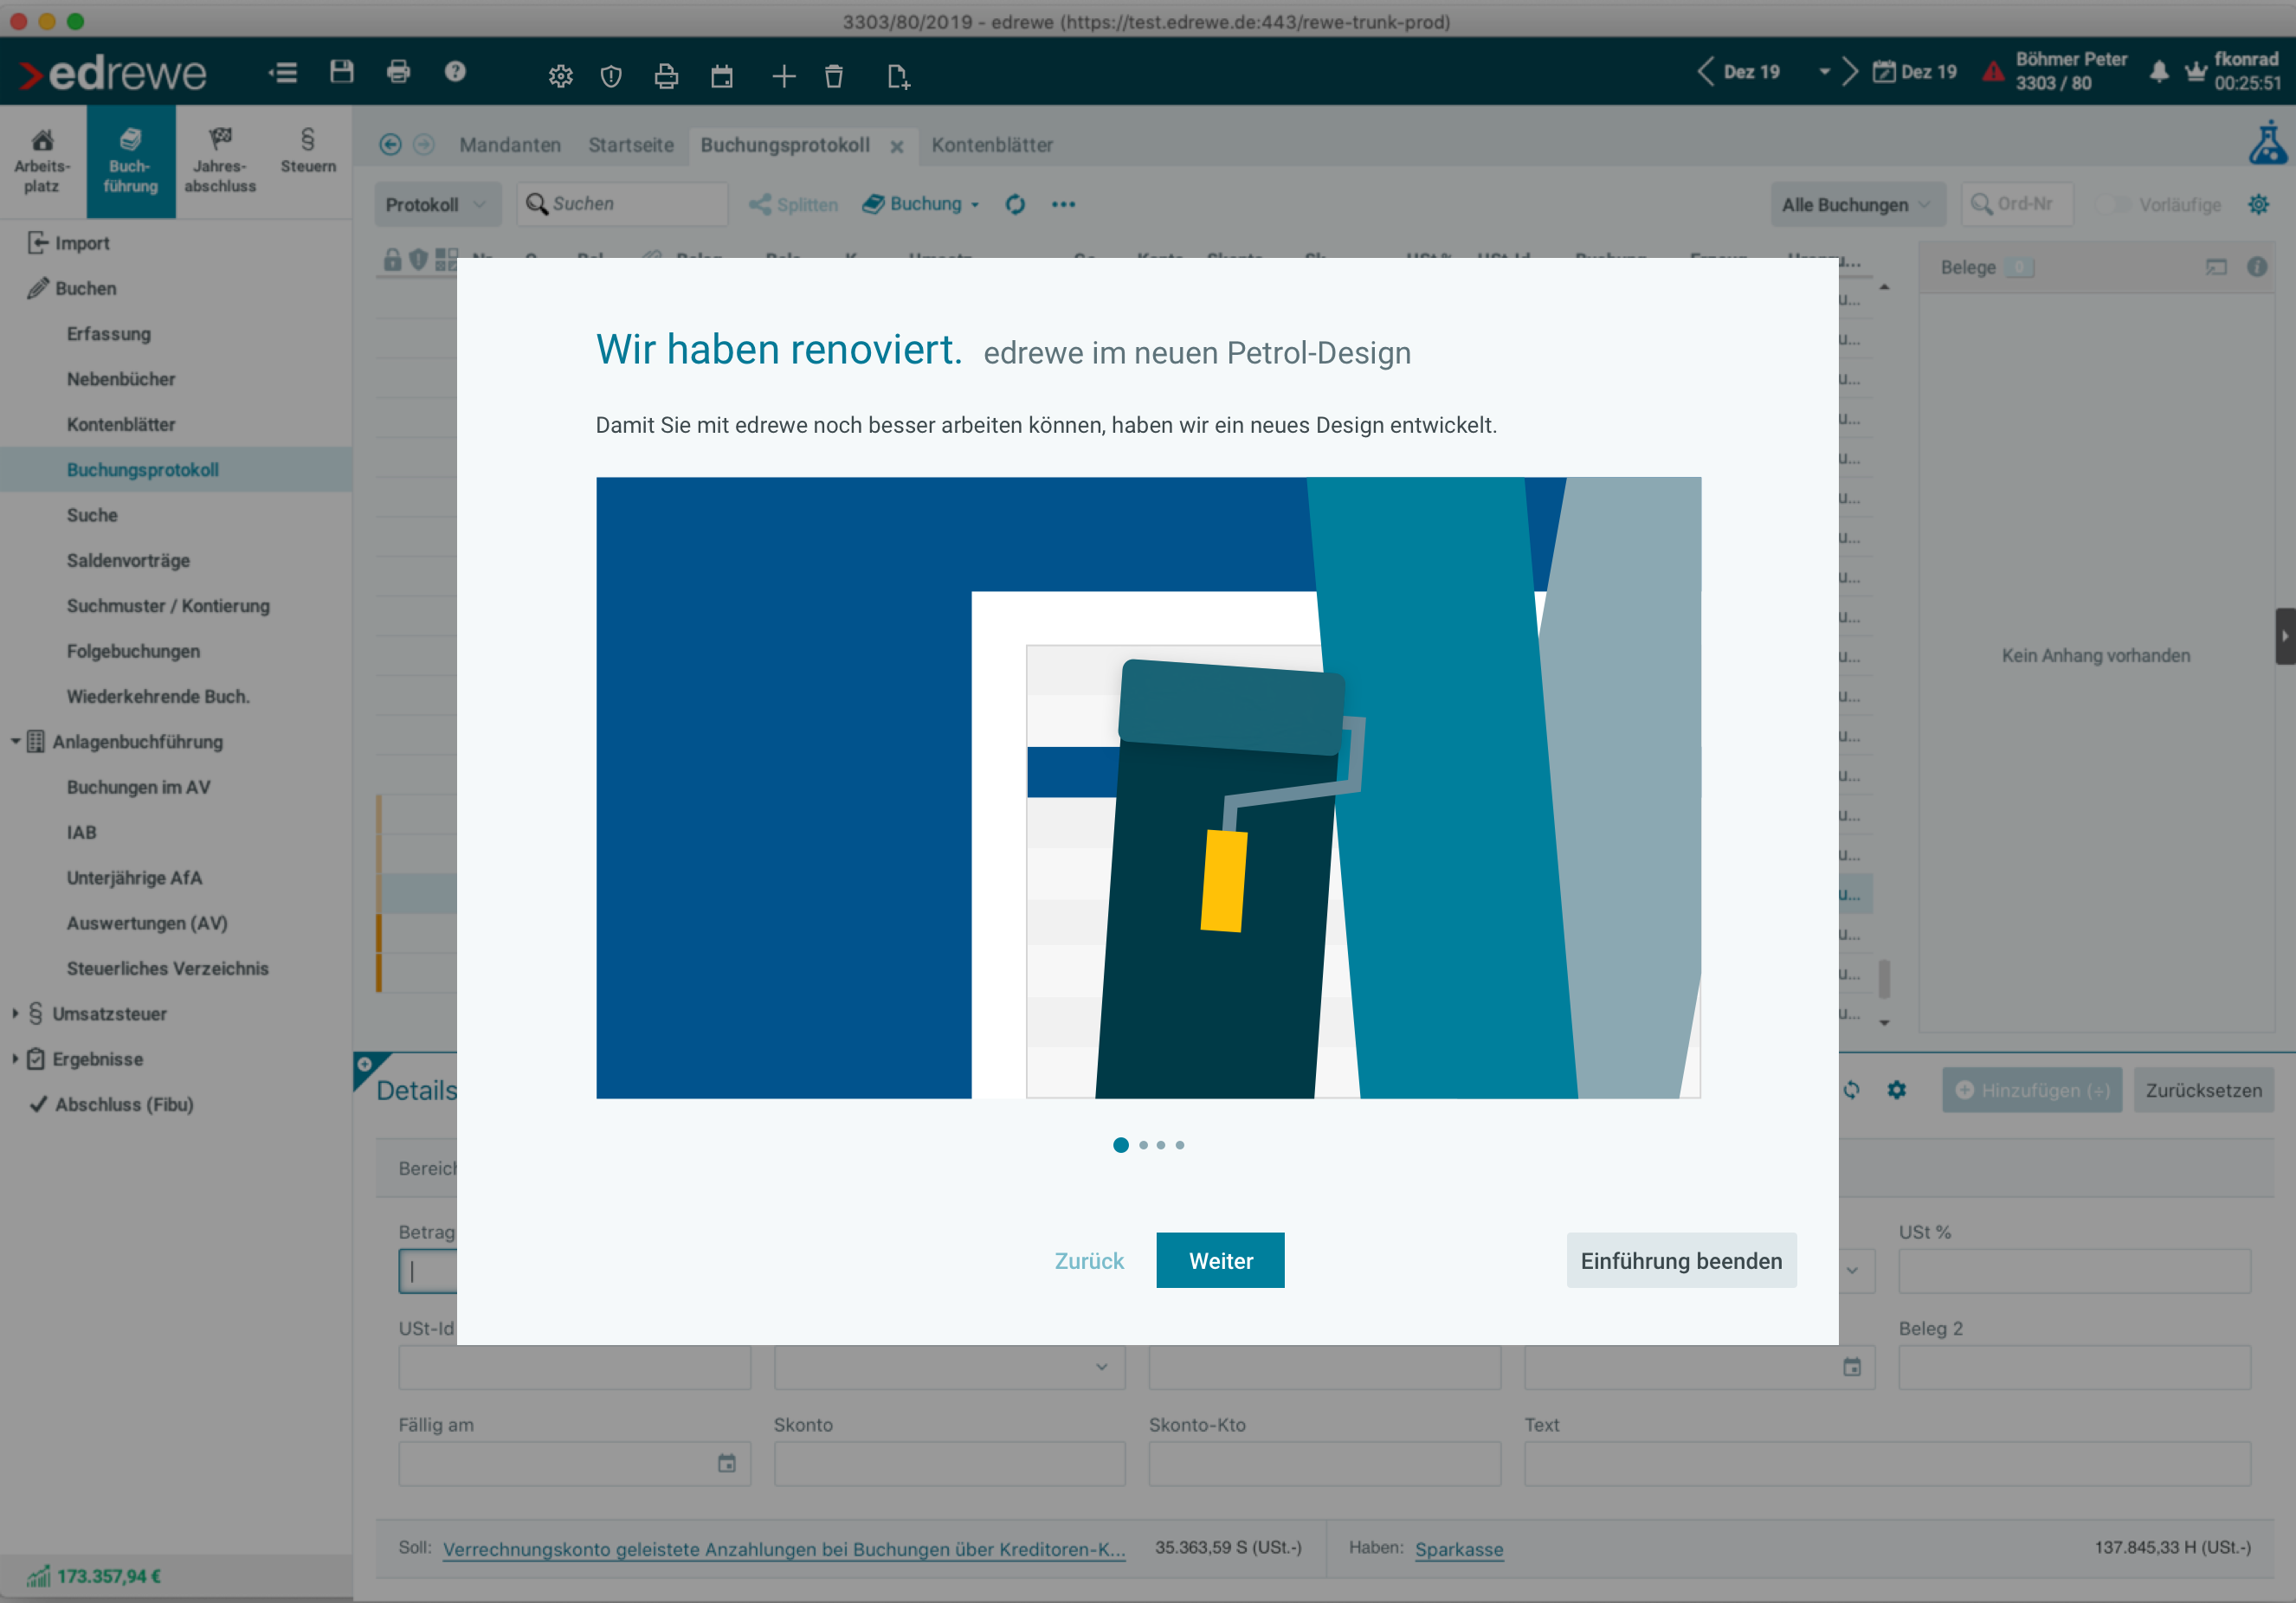 3303/80/2019 - edrewe (https://test.edrewe.de:443/rewe-trunk-prod)
edrewe
Dez 19
Dez 19
Böhmer Peter
3303 / 80
fkonrad
00:25:51
Arbeits-
platz
Buch-
führung
Jahres-
abschluss
Steuern
Mandanten
Startseite
Buchungsprotokoll
Kontenblätter
Protokoll
Suchen
Splitten
Buchung
Alle Buchungen
Ord-Nr
Vorläufige
Import
Buchen
Erfassung
Nebenbücher
Kontenblätter
Buchungsprotokoll
Suche
Saldenvorträge
Suchmuster / Kontierung
Folgebuchungen
Wiederkehrende Buch.
Anlagenbuchführung
Buchungen im AV
IAB
Unterjährige AfA
Auswertungen (AV)
Steuerliches Verzeichnis
Umsatzsteuer
Ergebnisse
Abschluss (Fibu)
173.357,94 €
Belege 0
Kein Anhang vorhanden
Wir haben renoviert. edrewe im neuen Petrol-Design
Damit Sie mit edrewe noch besser arbeiten können, haben wir ein neues Design entwickelt.
Zurück
Weiter
Einführung beenden
Details
Hinzufügen (+)
Zurücksetzen
Betrag
USt %
USt-Id
Beleg 2
Fällig am
Skonto
Skonto-Kto
Text
Soll: Verrechnungskonto geleistete Anzahlungen bei Buchungen über Kreditoren-K... 35.363,59 S (USt.-)
Haben: Sparkasse 137.845,33 H (USt.-)